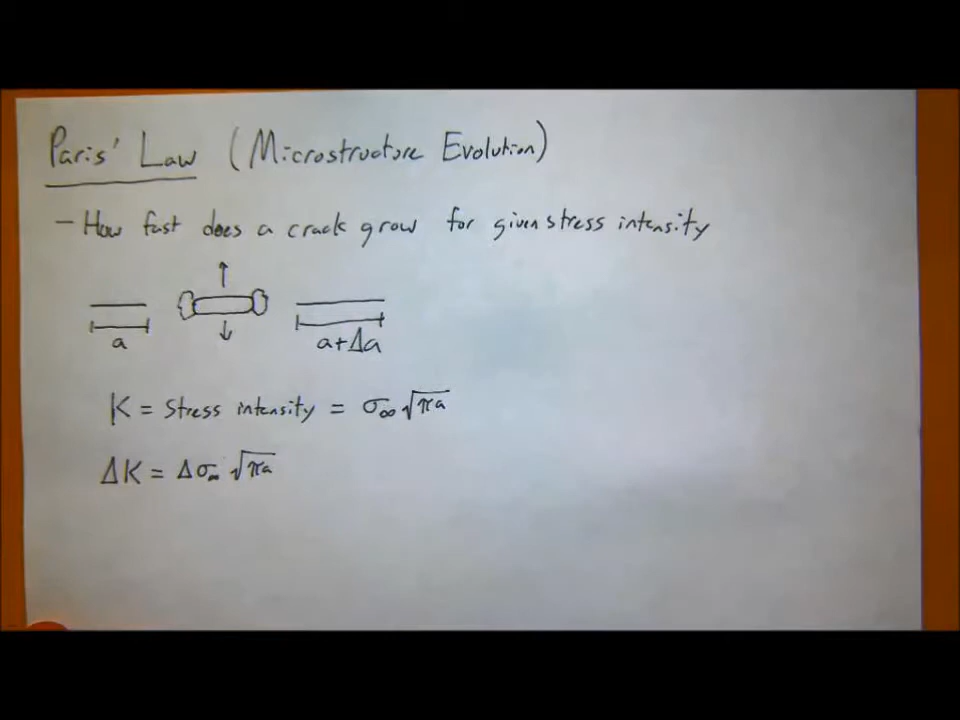 Paris' Law (Microstructure Evolution)
- How fast does a crack grow for given stress intensity
a
a+Δa
K = Stress intensity = σ∞ √πa
ΔK = Δσ∞ √πa